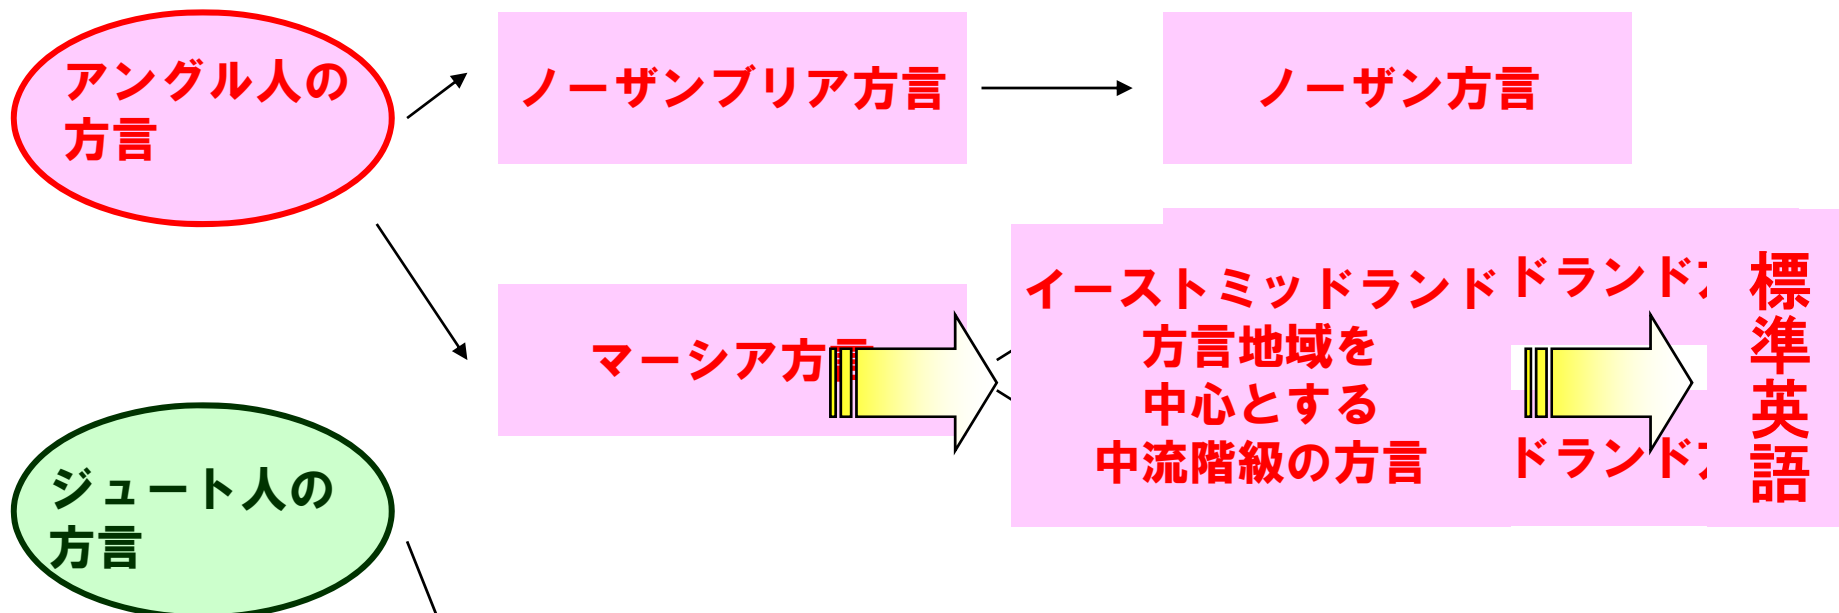 アングル人の
方言
ノーザンブリア方言
ノーザン方言
マーシア方言
イーストミッドランド
方言地域を
中心とする
中流階級の方言
ドランド
ドランド
標準英語
ジュート人の
方言